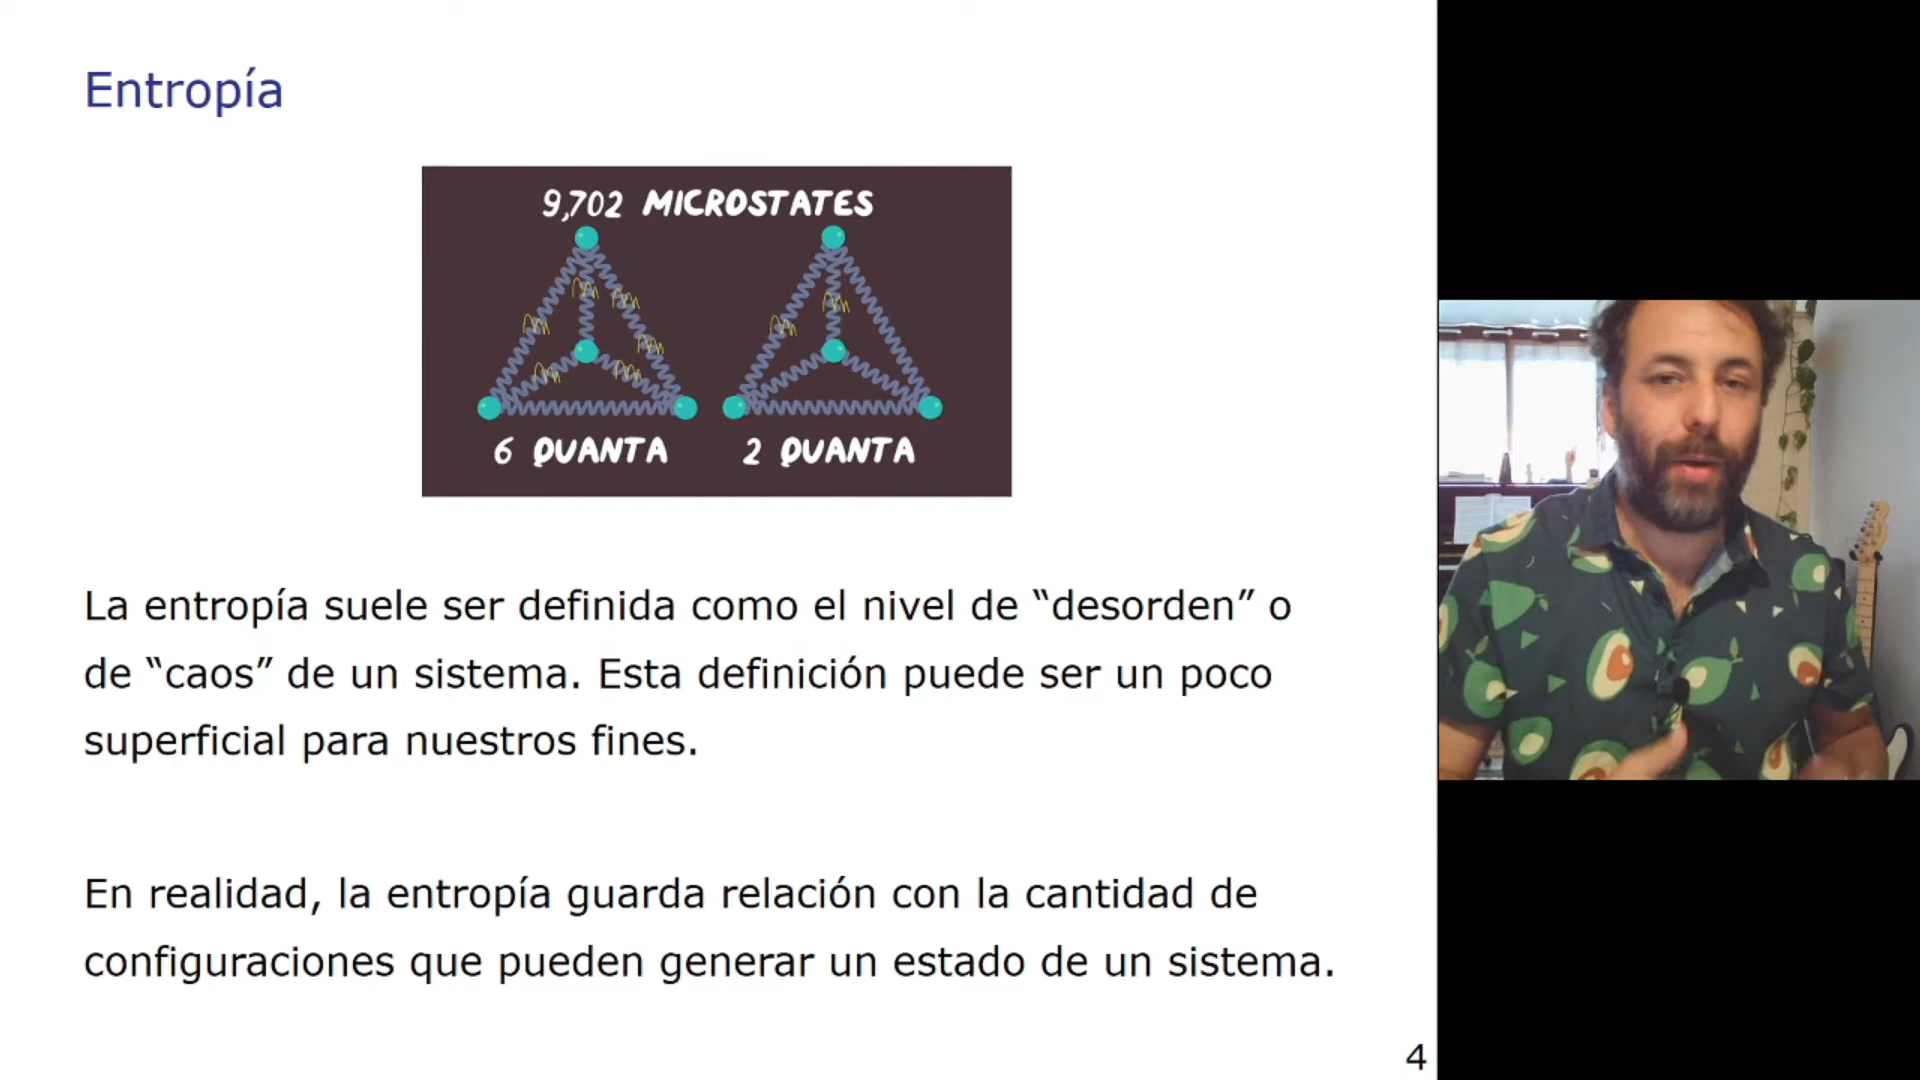 Entropía
9,702 MICROSTATES
6 QUANTA
2 QUANTA
La entropía suele ser definida como el nivel de “desorden” o
de “caos” de un sistema. Esta definición puede ser un poco
superficial para nuestros fines.
En realidad, la entropía guarda relación con la cantidad de
configuraciones que pueden generar un estado de un sistema.
4